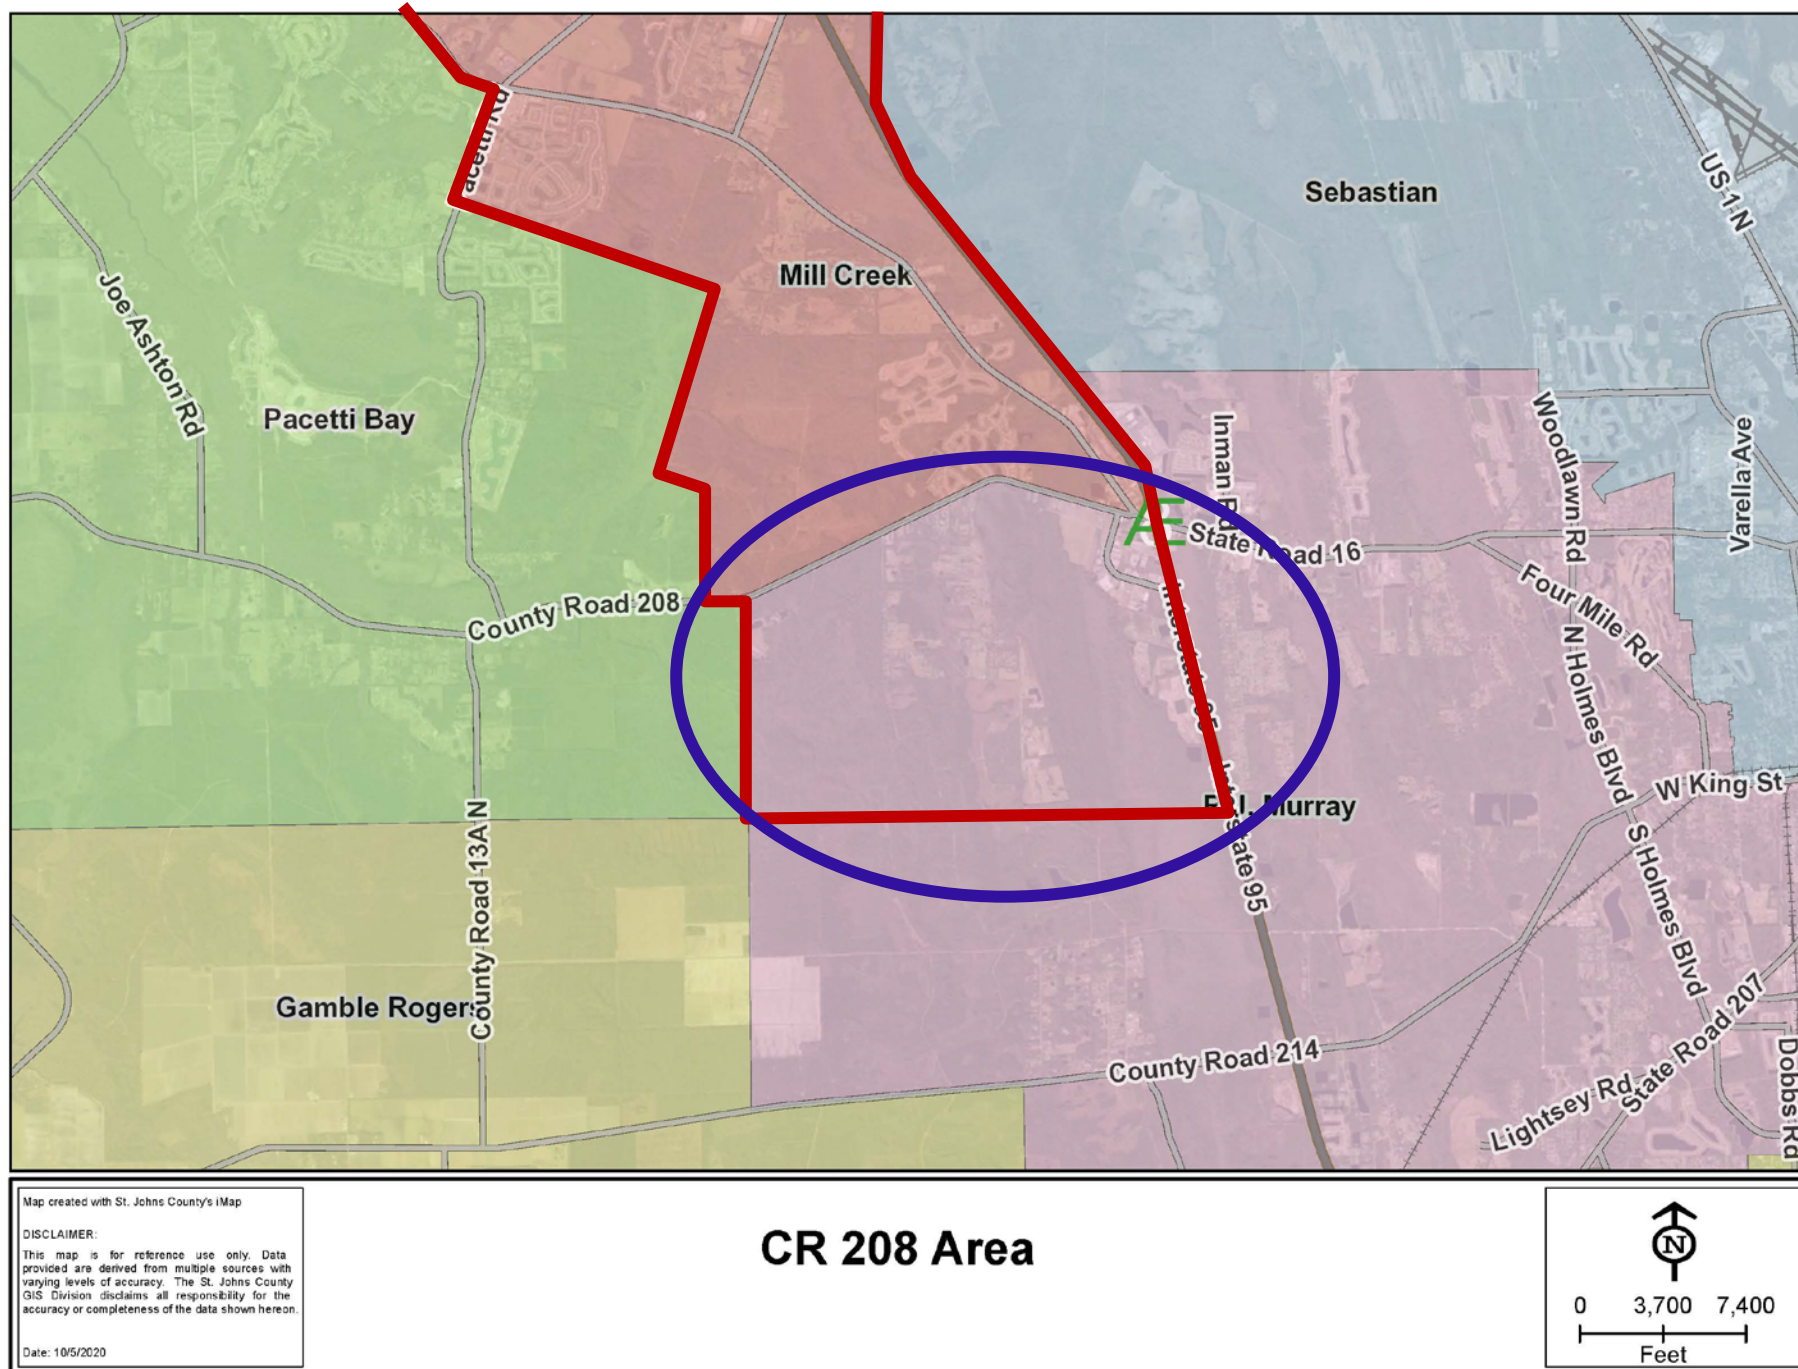 Sebastian
US 1 N
Pacetti Rd
Mill Creek
Joe Ashton Rd
Pacetti Bay
Inman Rd
Woodlawn Rd
Varella Ave
State Road 16
Four Mile Rd
County Road 208
Interstate 95
N Holmes Blvd
W King St
Murray
Interstate 95
S Holmes Blvd
County Road 13A N
Gamble Rogers
State Road 207
County Road 214
Lightsey Rd
Dobbs Rd
Map created with St. Johns County's iMap
DISCLAIMER:
This map is for reference use only. Data
provided are derived from multiple sources with
varying levels of accuracy. The St. Johns County
GIS Division disclaims all responsibility for the
accuracy or completeness of the data shown hereon.
Date: 10/5/2020
CR 208 Area
N
0 3,700 7,400
Feet